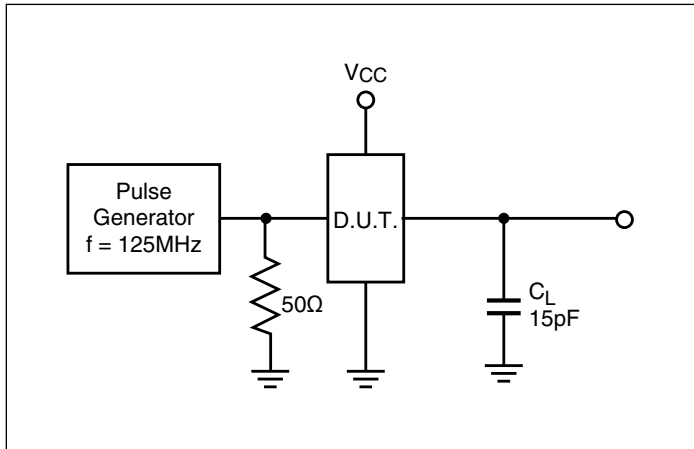 VCC
Pulse
Generator
f = 125MHz
D.U.T.
50Ω
CL
15pF